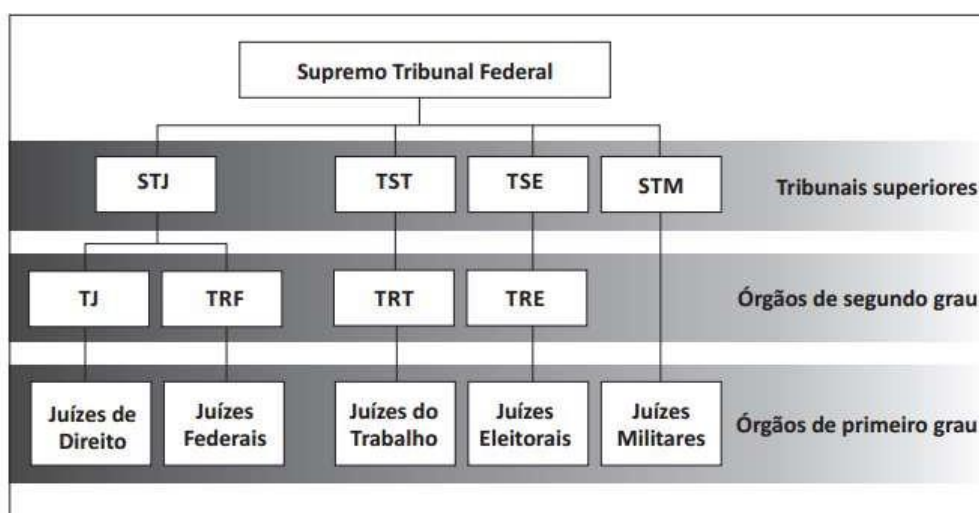 Supremo Tribunal Federal
STJ
TST
TSE
STM
Tribunais superiores
TJ
TRF
TRT
TRE
Órgãos de segundo grau
Juízes de
Direito
Juízes
Federais
Juízes do
Trabalho
Juízes
Eleitorais
Juízes
Militares
Órgãos de primeiro grau